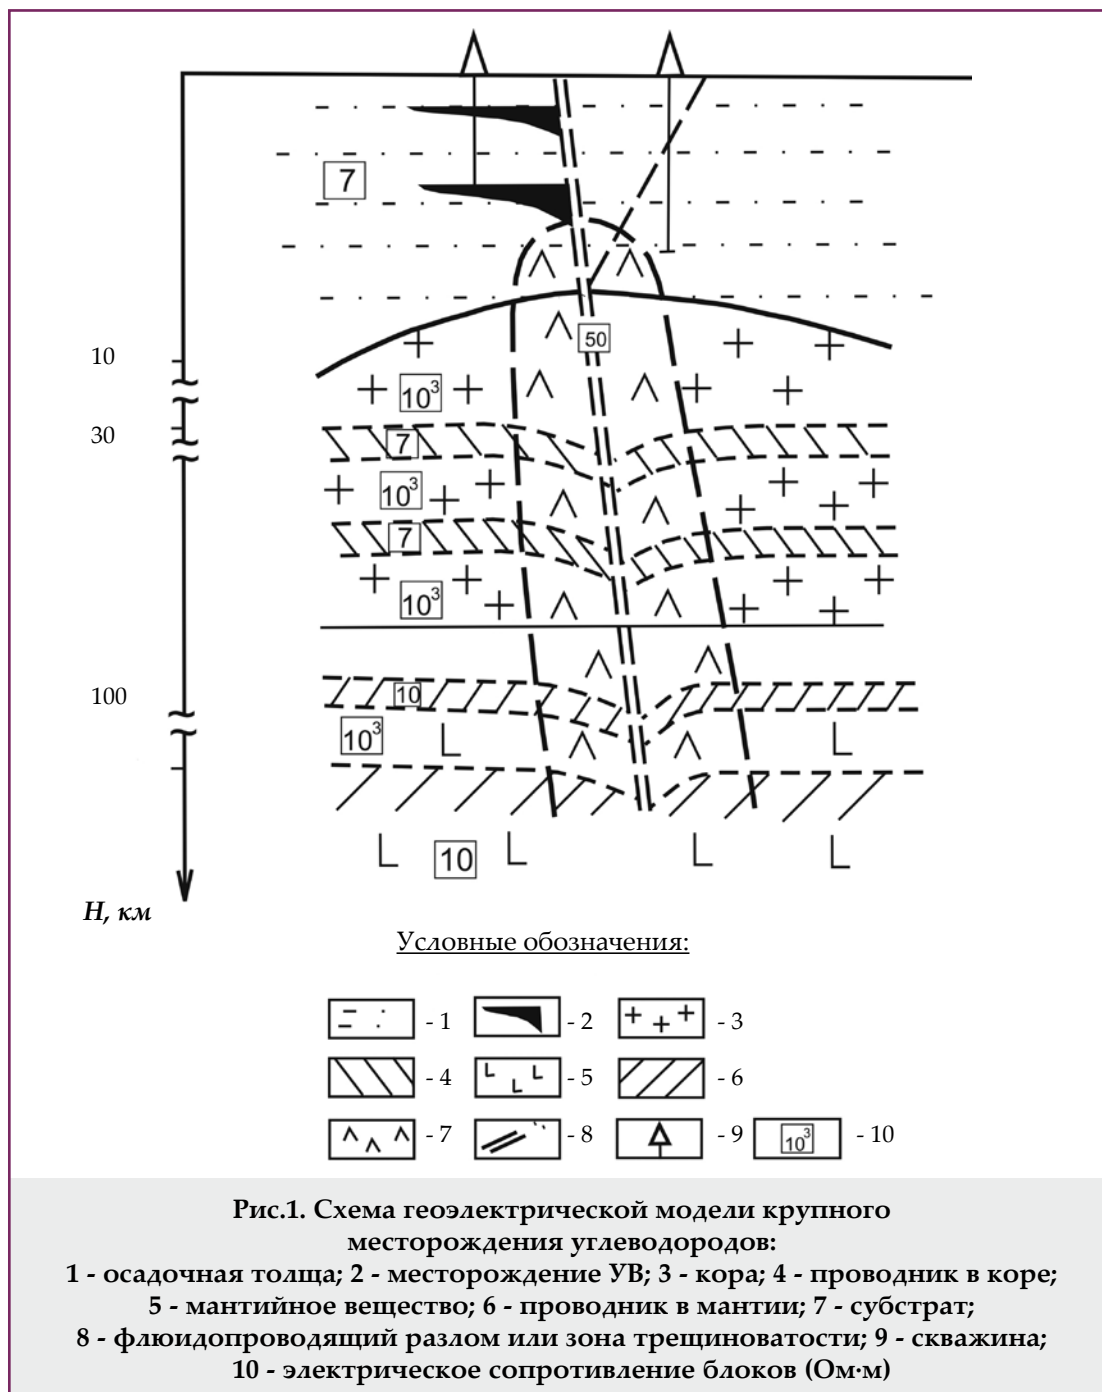 7
50
10
10³
30
7
10³
7
10³
100
10
10³
10
H, км
Условные обозначения:
- 1 - 2 - 3
- 4 - 5 - 6
- 7 - 8 - 9 10³ - 10
Рис.1. Схема геоэлектрической модели крупного
месторождения углеводородов:
1 - осадочная толща; 2 - месторождение УВ; 3 - кора; 4 - проводник в коре;
5 - мантийное вещество; 6 - проводник в мантии; 7 - субстрат;
8 - флюидопроводящий разлом или зона трещиноватости; 9 - скважина;
10 - электрическое сопротивление блоков (Ом·м)